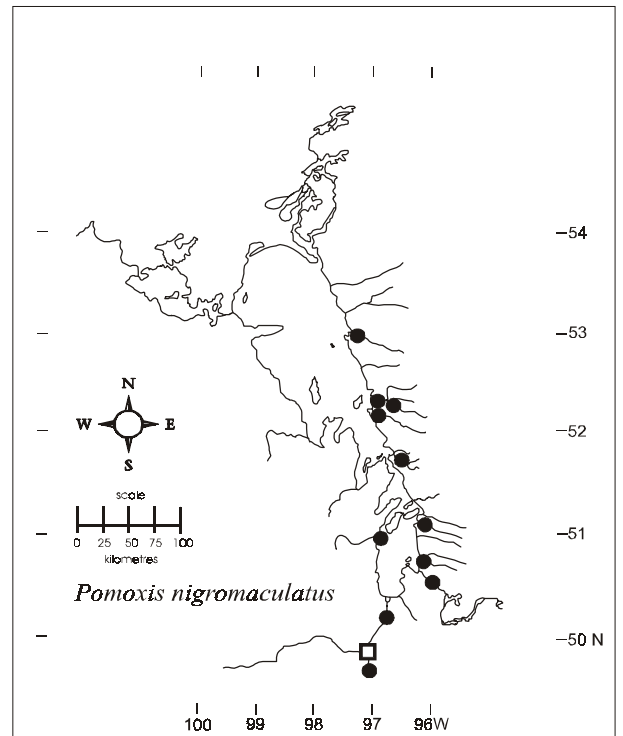 54
53
N
W E
S
52
scale
0 25 50 75 100
kilometres
51
Pomoxis nigromaculatus
50 N
100 99 98 97 96W